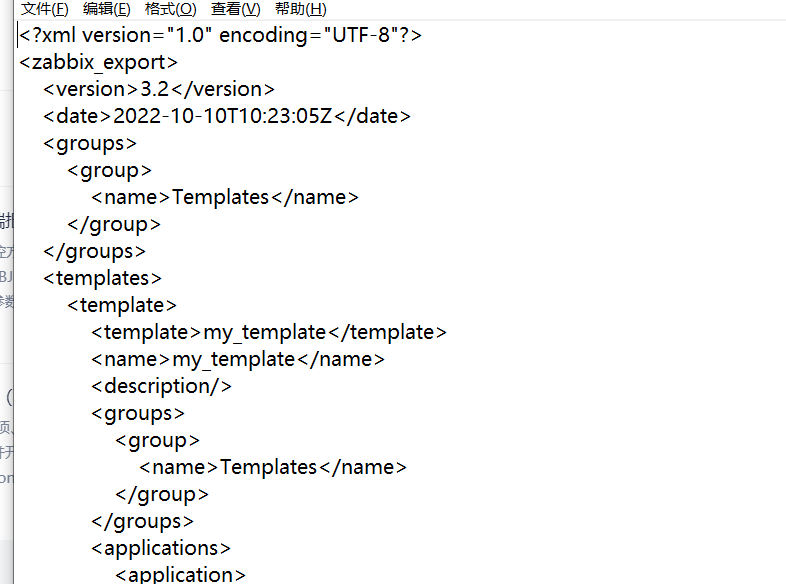 文件(F) 编辑(E) 格式(O) 查看(V) 帮助(H)
<?xml version="1.0" encoding="UTF-8"?>
<zabbix_export>
    <version>3.2</version>
    <date>2022-10-10T10:23:05Z</date>
    <groups>
        <group>
            <name>Templates</name>
        </group>
    </groups>
    <templates>
        <template>
            <template>my_template</template>
            <name>my_template</name>
            <description/>
            <groups>
                <group>
                    <name>Templates</name>
                </group>
            </groups>
            <applications>
                <application>